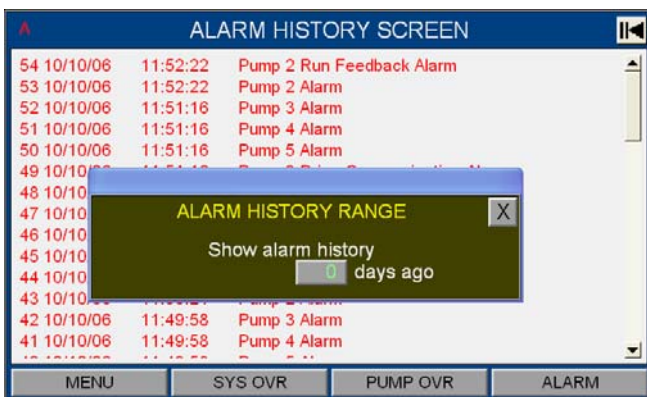 A ALARM HISTORY SCREEN
54 10/10/06 11:52:22 Pump 2 Run Feedback Alarm
53 10/10/06 11:52:22 Pump 2 Alarm
52 10/10/06 11:51:16 Pump 3 Alarm
51 10/10/06 11:51:16 Pump 4 Alarm
50 10/10/06 11:51:16 Pump 5 Alarm
49 10/10
48 10/10
47 10/10
46 10/10
45 10/10
44 10/10
43 10/10
ALARM HISTORY RANGE X
Show alarm history
0 days ago
42 10/10/06 11:49:58 Pump 3 Alarm
41 10/10/06 11:49:58 Pump 4 Alarm
MENU SYS OVR PUMP OVR ALARM